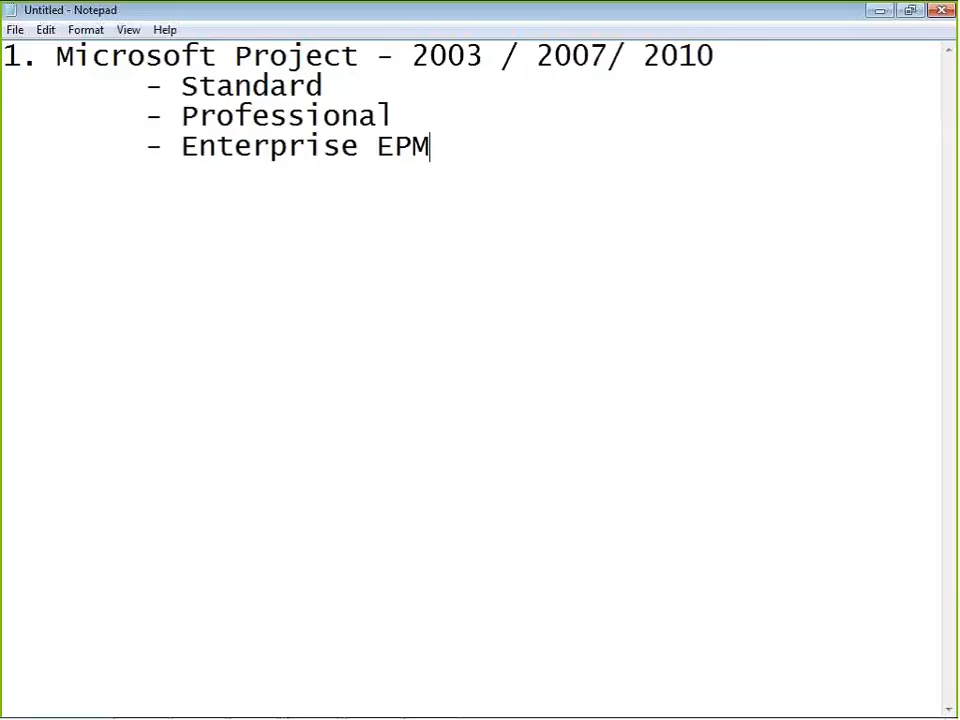 Untitled - Notepad
File Edit Format View Help
1. Microsoft Project - 2003 / 2007/ 2010
- Standard
- Professional
- Enterprise EPM